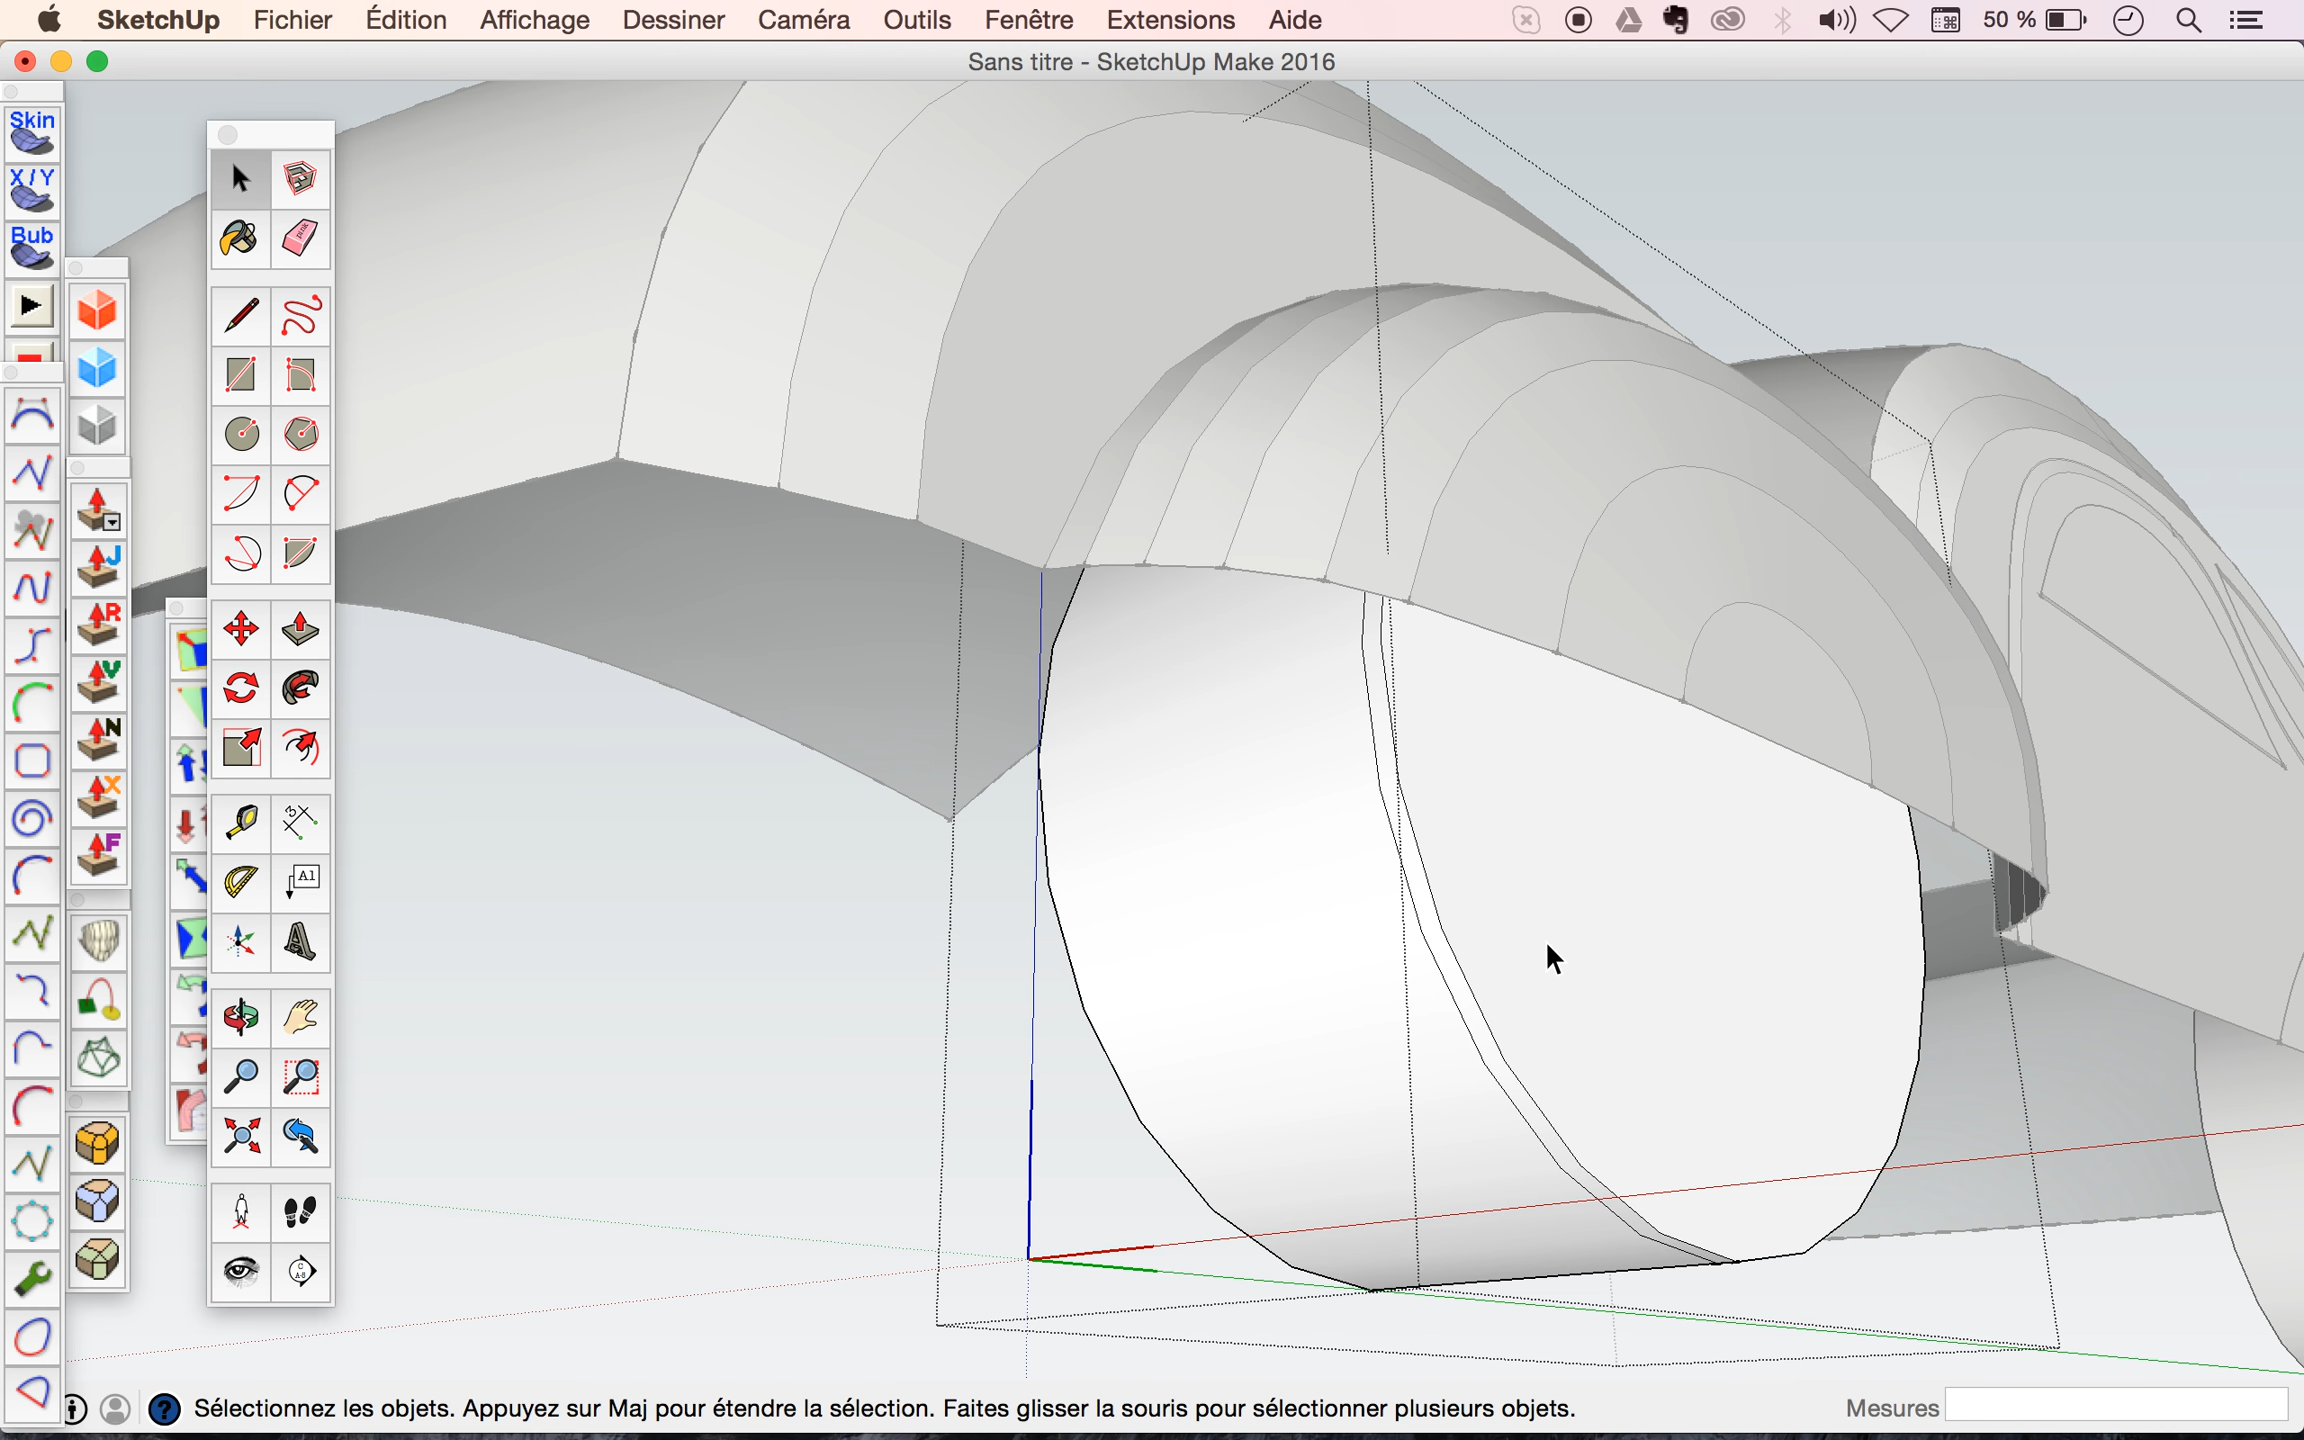 SketchUp Fichier Édition Affichage Dessiner Caméra Outils Fenêtre Extensions Aide 50 %
Sans titre - SketchUp Make 2016
Skin
X/Y
Bub
J
R
V
N
X
F
A1
Sélectionnez les objets. Appuyez sur Maj pour étendre la sélection. Faites glisser la souris pour sélectionner plusieurs objets.
Mesures